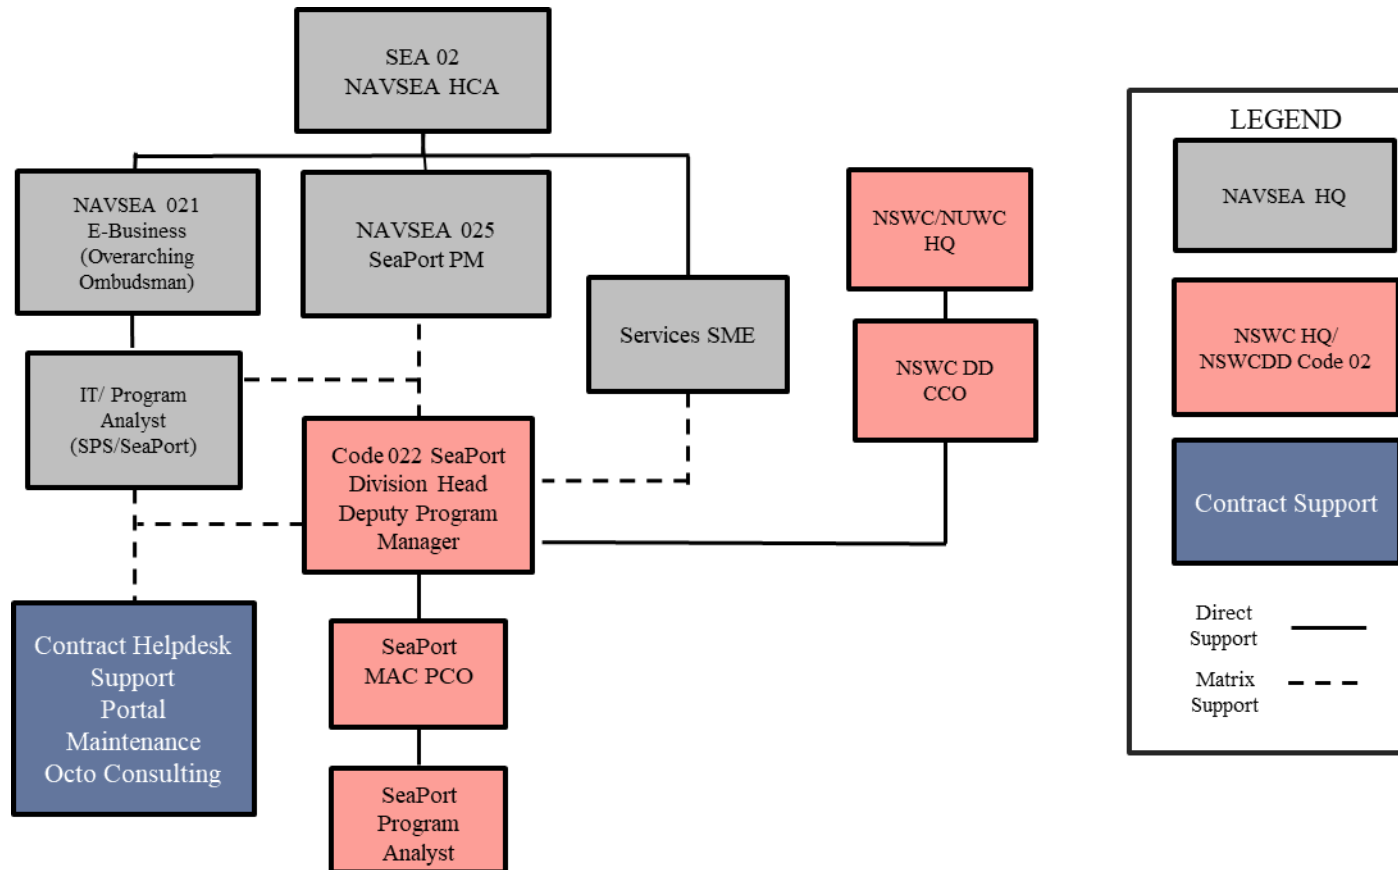 SEA 02
NAVSEA HCA
NAVSEA 021
E-Business
(Overarching
Ombudsman)
NAVSEA 025
SeaPort PM
Services SME
NSWC/NUWC
HQ
NSWC DD
CCO
IT/ Program
Analyst
(SPS/SeaPort)
Code 022 SeaPort
Division Head
Deputy Program
Manager
Contract Helpdesk
Support
Portal
Maintenance
Octo Consulting
SeaPort
MAC PCO
SeaPort
Program
Analyst
LEGEND
NAVSEA HQ
NSWC HQ/
NSWCDD Code 02
Contract Support
Direct
Support
Matrix
Support